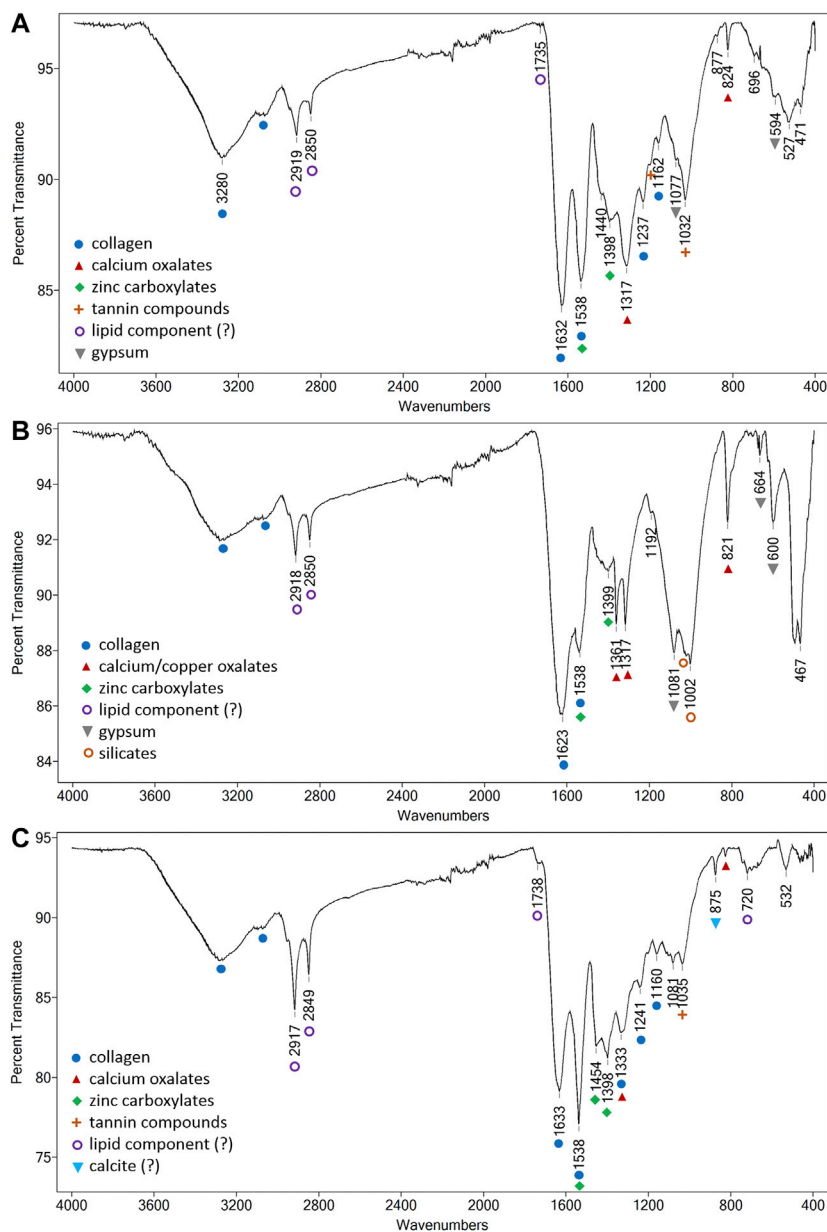 A
95
90
85
Percent Transmittance
3280
2919
2850
1735
1632
1538
1440
1398
1317
1237
1162
1077
1032
877
824
696
594
527
471
collagen
calcium oxalates
zinc carboxylates
tannin compounds
lipid component (?)
gypsum
4000 3600 3200 2800 2400 2000 1600 1200 800 400
Wavenumbers
B
96
94
92
90
88
86
84
Percent Transmittance
2918
2850
1623
1538
1399
1361
1317
1192
1081
1002
821
664
600
467
collagen
calcium/copper oxalates
zinc carboxylates
lipid component (?)
gypsum
silicates
4000 3600 3200 2800 2400 2000 1600 1200 800 400
Wavenumbers
C
95
90
85
80
75
Percent Transmittance
2917
2849
1738
1633
1538
1454
1398
1333
1241
1160
1081
1035
875
720
532
collagen
calcium oxalates
zinc carboxylates
tannin compounds
lipid component (?)
calcite (?)
4000 3600 3200 2800 2400 2000 1600 1200 800 400
Wavenumbers